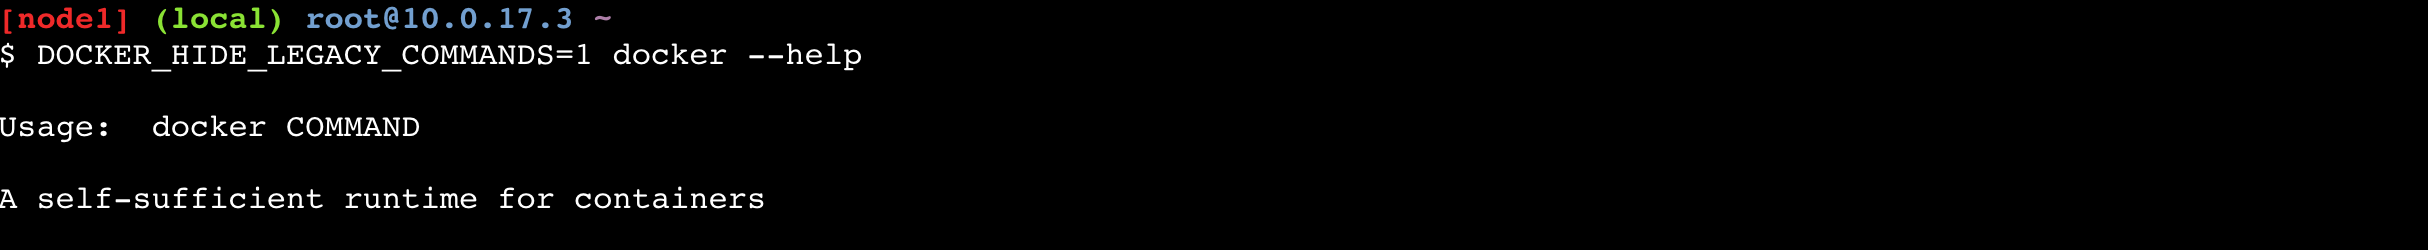 [node1] (local) root@10.0.17.3 ~
$ DOCKER_HIDE_LEGACY_COMMANDS=1 docker --help
Usage:  docker COMMAND
A self-sufficient runtime for containers